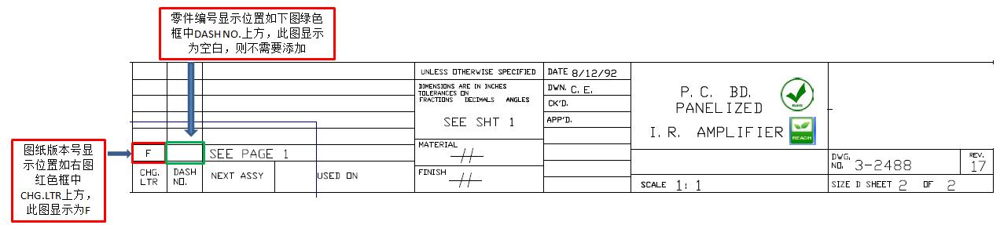 零件编号显示位置如下图绿色
框中DASH NO.上方，此图显示
为空白，则不需要添加
图纸版本号显
示位置如右图
红色框中
CHG.LTR上方，
此图显示为F
F
SEE PAGE 1
CHG.
LTR
DASH
NO.
NEXT ASSY
USED ON
UNLESS OTHERWISE SPECIFIED
DIMENSIONS ARE IN INCHES
TOLERANCES ON
FRACTIONS DECIMALS ANGLES
SEE SHT 1
MATERIAL
FINISH
DATE 8/12/92
DWN. C. E.
CK'D.
APP'D.
P. C. BD.
PANELIZED
I. R. AMPLIFIER
RoHS
REACH
SCALE 1: 1
DWG.
NO. 3-2488
REV.
17
SIZE D SHEET 2 OF 2